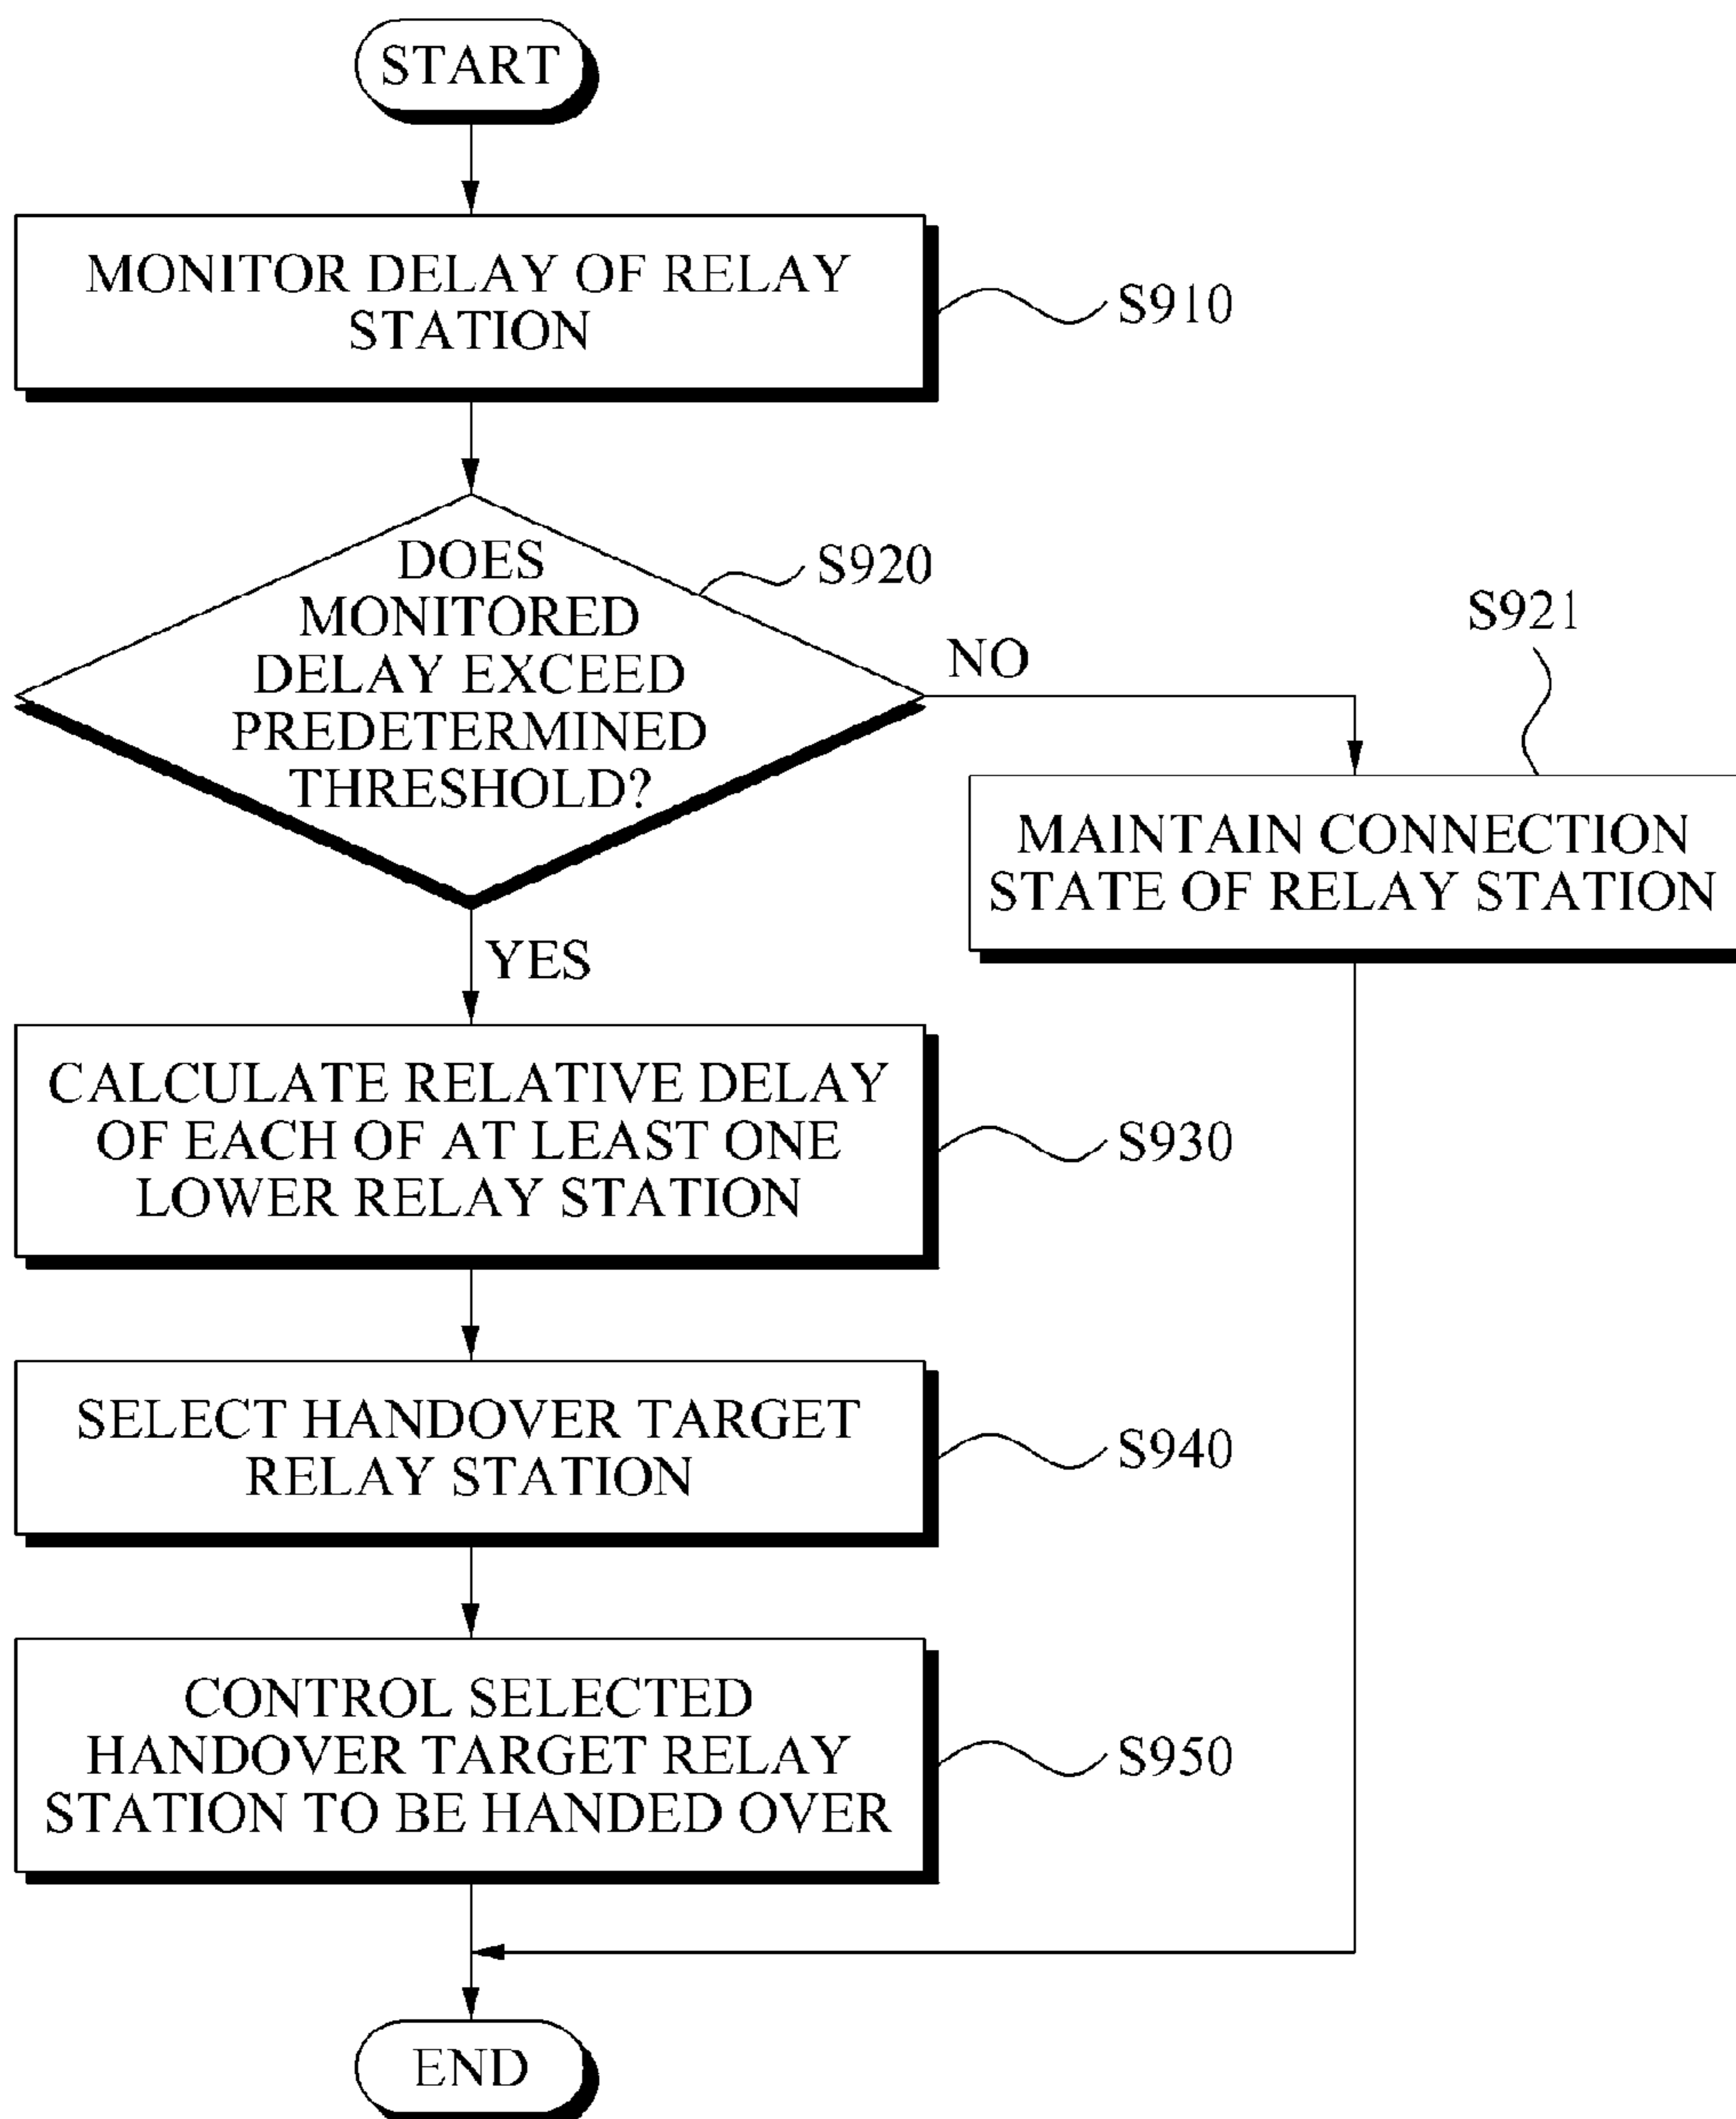 START
MONITOR DELAY OF RELAY
STATION
S910
DOES
MONITORED
DELAY EXCEED
PREDETERMINED
THRESHOLD?
S920
NO
S921
MAINTAIN CONNECTION
STATE OF RELAY STATION
YES
CALCULATE RELATIVE DELAY
OF EACH OF AT LEAST ONE
LOWER RELAY STATION
S930
SELECT HANDOVER TARGET
RELAY STATION
S940
CONTROL SELECTED
HANDOVER TARGET RELAY
STATION TO BE HANDED OVER
S950
END